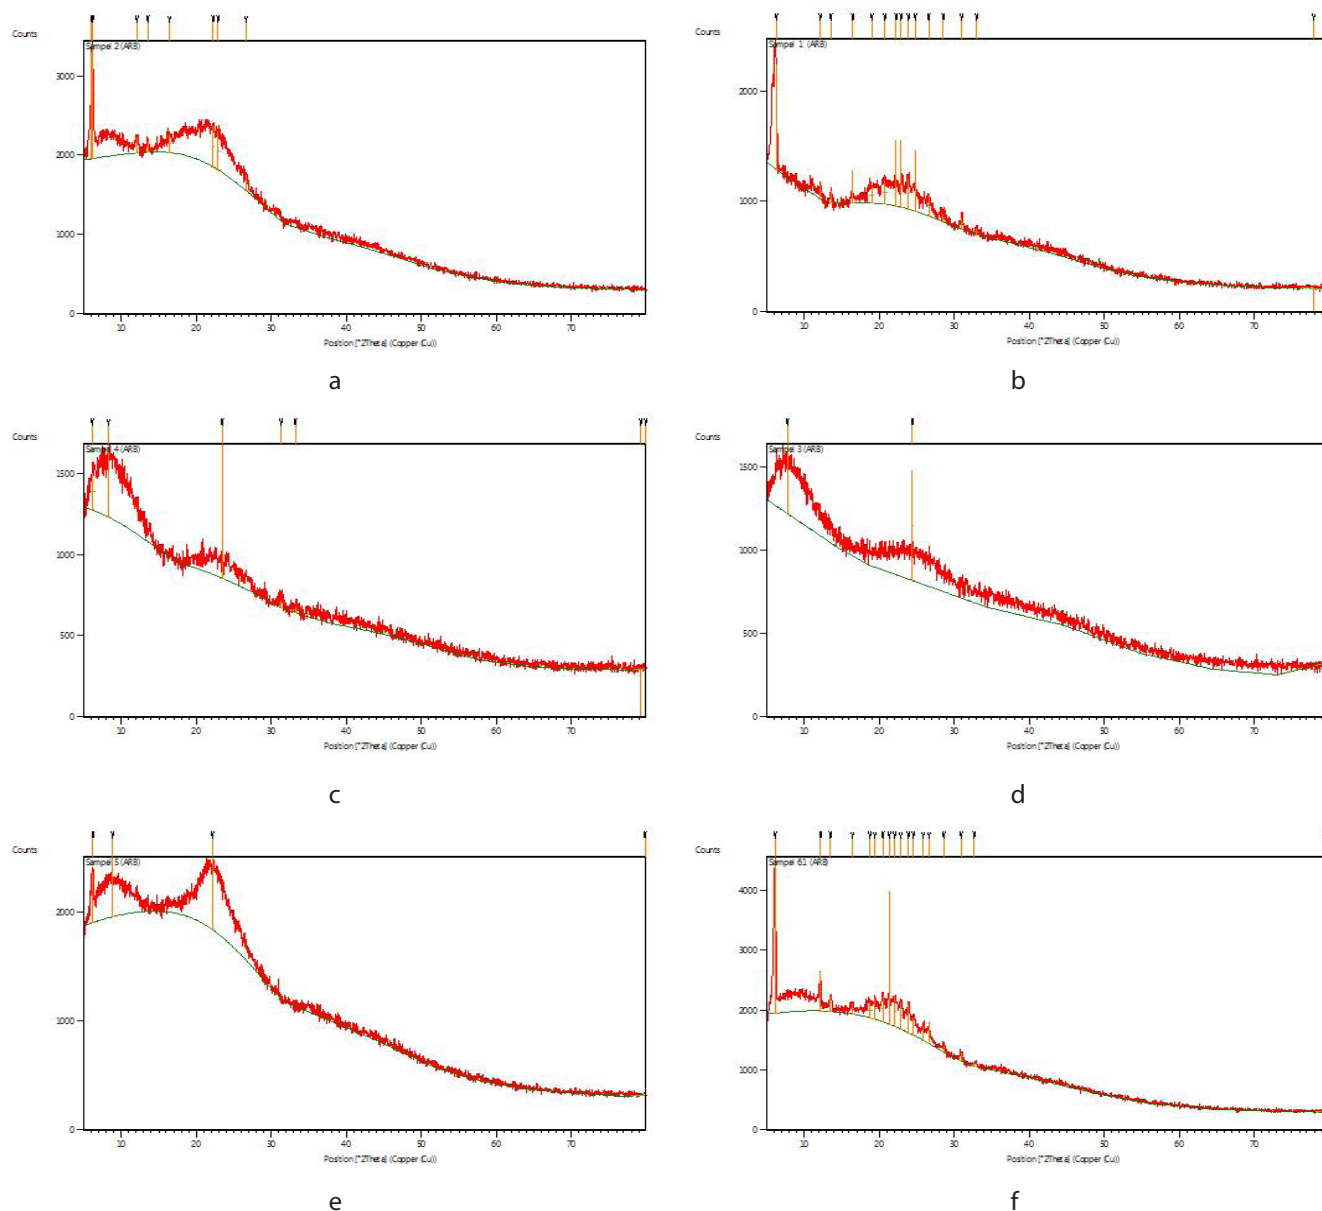 Counts
Sampel 2 (ARB)
3000
2000
1000
0
10 20 30 40 50 60 70
Position [°2Theta] (Copper (Cu))
a
Counts
Sampel 1 (ARB)
2000
1000
0
10 20 30 40 50 60 70
Position [°2Theta] (Copper (Cu))
b
Counts
Sampel 4 (ARB)
1500
1000
500
0
10 20 30 40 50 60 70
Position [°2Theta] (Copper (Cu))
c
Counts
Sampel 3 (ARB)
1500
1000
500
0
10 20 30 40 50 60 70
Position [°2Theta] (Copper (Cu))
d
Counts
Sampel 5 (ARB)
2000
1000
0
10 20 30 40 50 60 70
Position [°2Theta] (Copper (Cu))
e
Counts
Sampel 61 (ARB)
4000
3000
2000
1000
0
10 20 30 40 50 60 70
Position [°2Theta] (Copper (Cu))
f